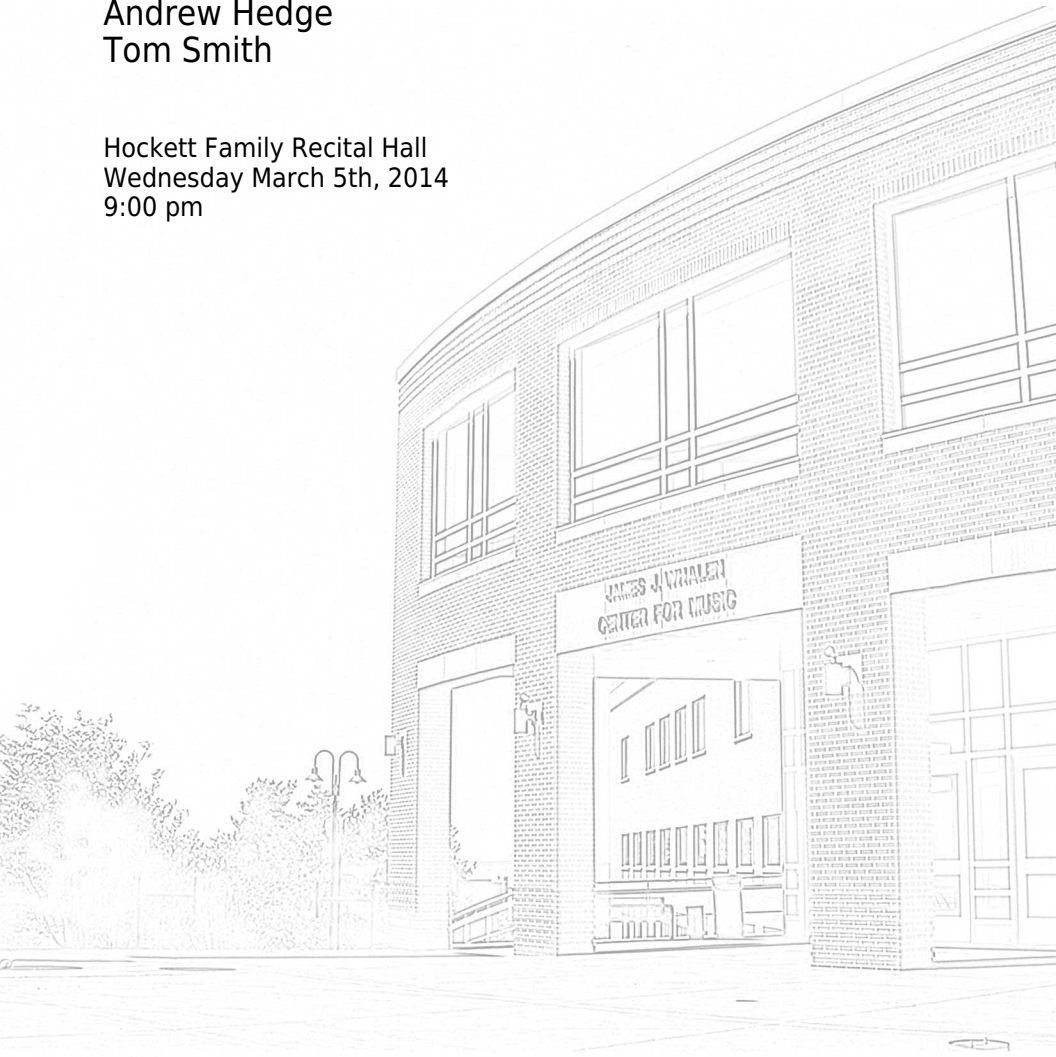 Andrew Hedge
Tom Smith
Hockett Family Recital Hall
Wednesday March 5th, 2014
9:00 pm
JAMES J. WHALEN
CENTER FOR MUSIC